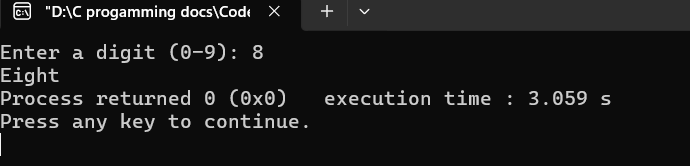 "D:\C progamming docs\Code
Enter a digit (0-9): 8
Eight
Process returned 0 (0x0)   execution time : 3.059 s
Press any key to continue.